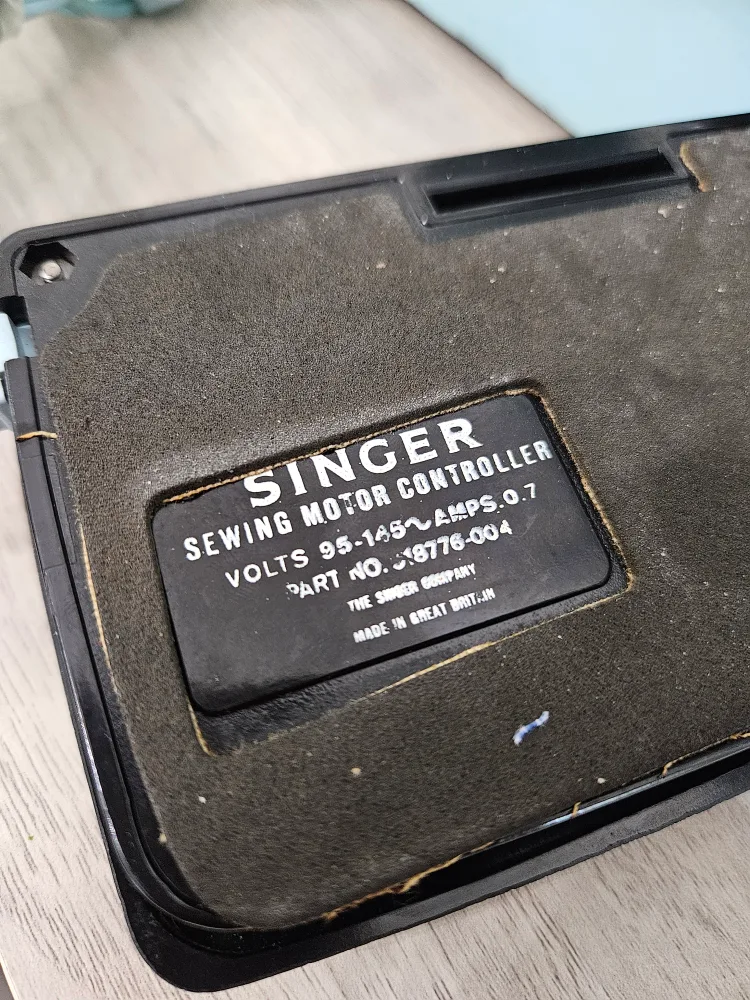 SINGER
SEWING MOTOR CONTROLLER
VOLTS 95-145~AMPS.0.7
PART NO.
THE SINGER COMPANY
MADE IN GREAT BRITAIN